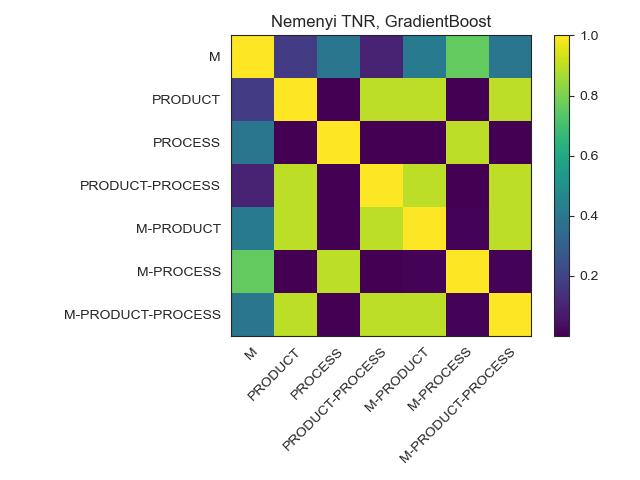 Nemenyi TNR, GradientBoost
M
PRODUCT
PROCESS
PRODUCT-PROCESS
M-PRODUCT
M-PROCESS
M-PRODUCT-PROCESS
M
PRODUCT
PROCESS
PRODUCT-PROCESS
M-PRODUCT
M-PROCESS
M-PRODUCT-PROCESS
1.0
0.8
0.6
0.4
0.2